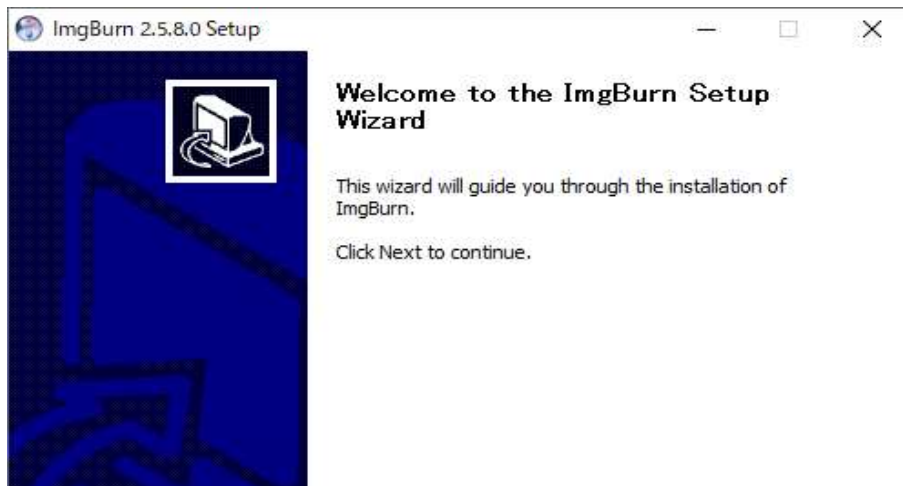 ImgBurn 2.5.8.0 Setup
Welcome to the ImgBurn Setup
Wizard
This wizard will guide you through the installation of
ImgBurn.
Click Next to continue.